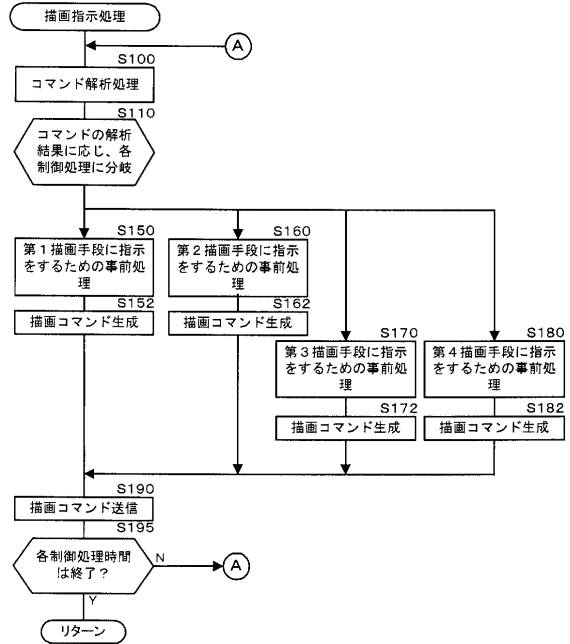 描画指示処理
A
S100
コマンド解析処理
S110
コマンドの解析
結果に応じ、各
制御処理に分岐
S150
第1描画手段に指示
をするための事前処
理
S152
描画コマンド生成
S160
第2描画手段に指示
をするための事前処
理
S162
描画コマンド生成
S170
第3描画手段に指示
をするための事前処
理
S172
描画コマンド生成
S180
第4描画手段に指示
をするための事前処
理
S182
描画コマンド生成
S190
描画コマンド送信
S195
各制御処理時間
は終了?
N
A
Y
リターン